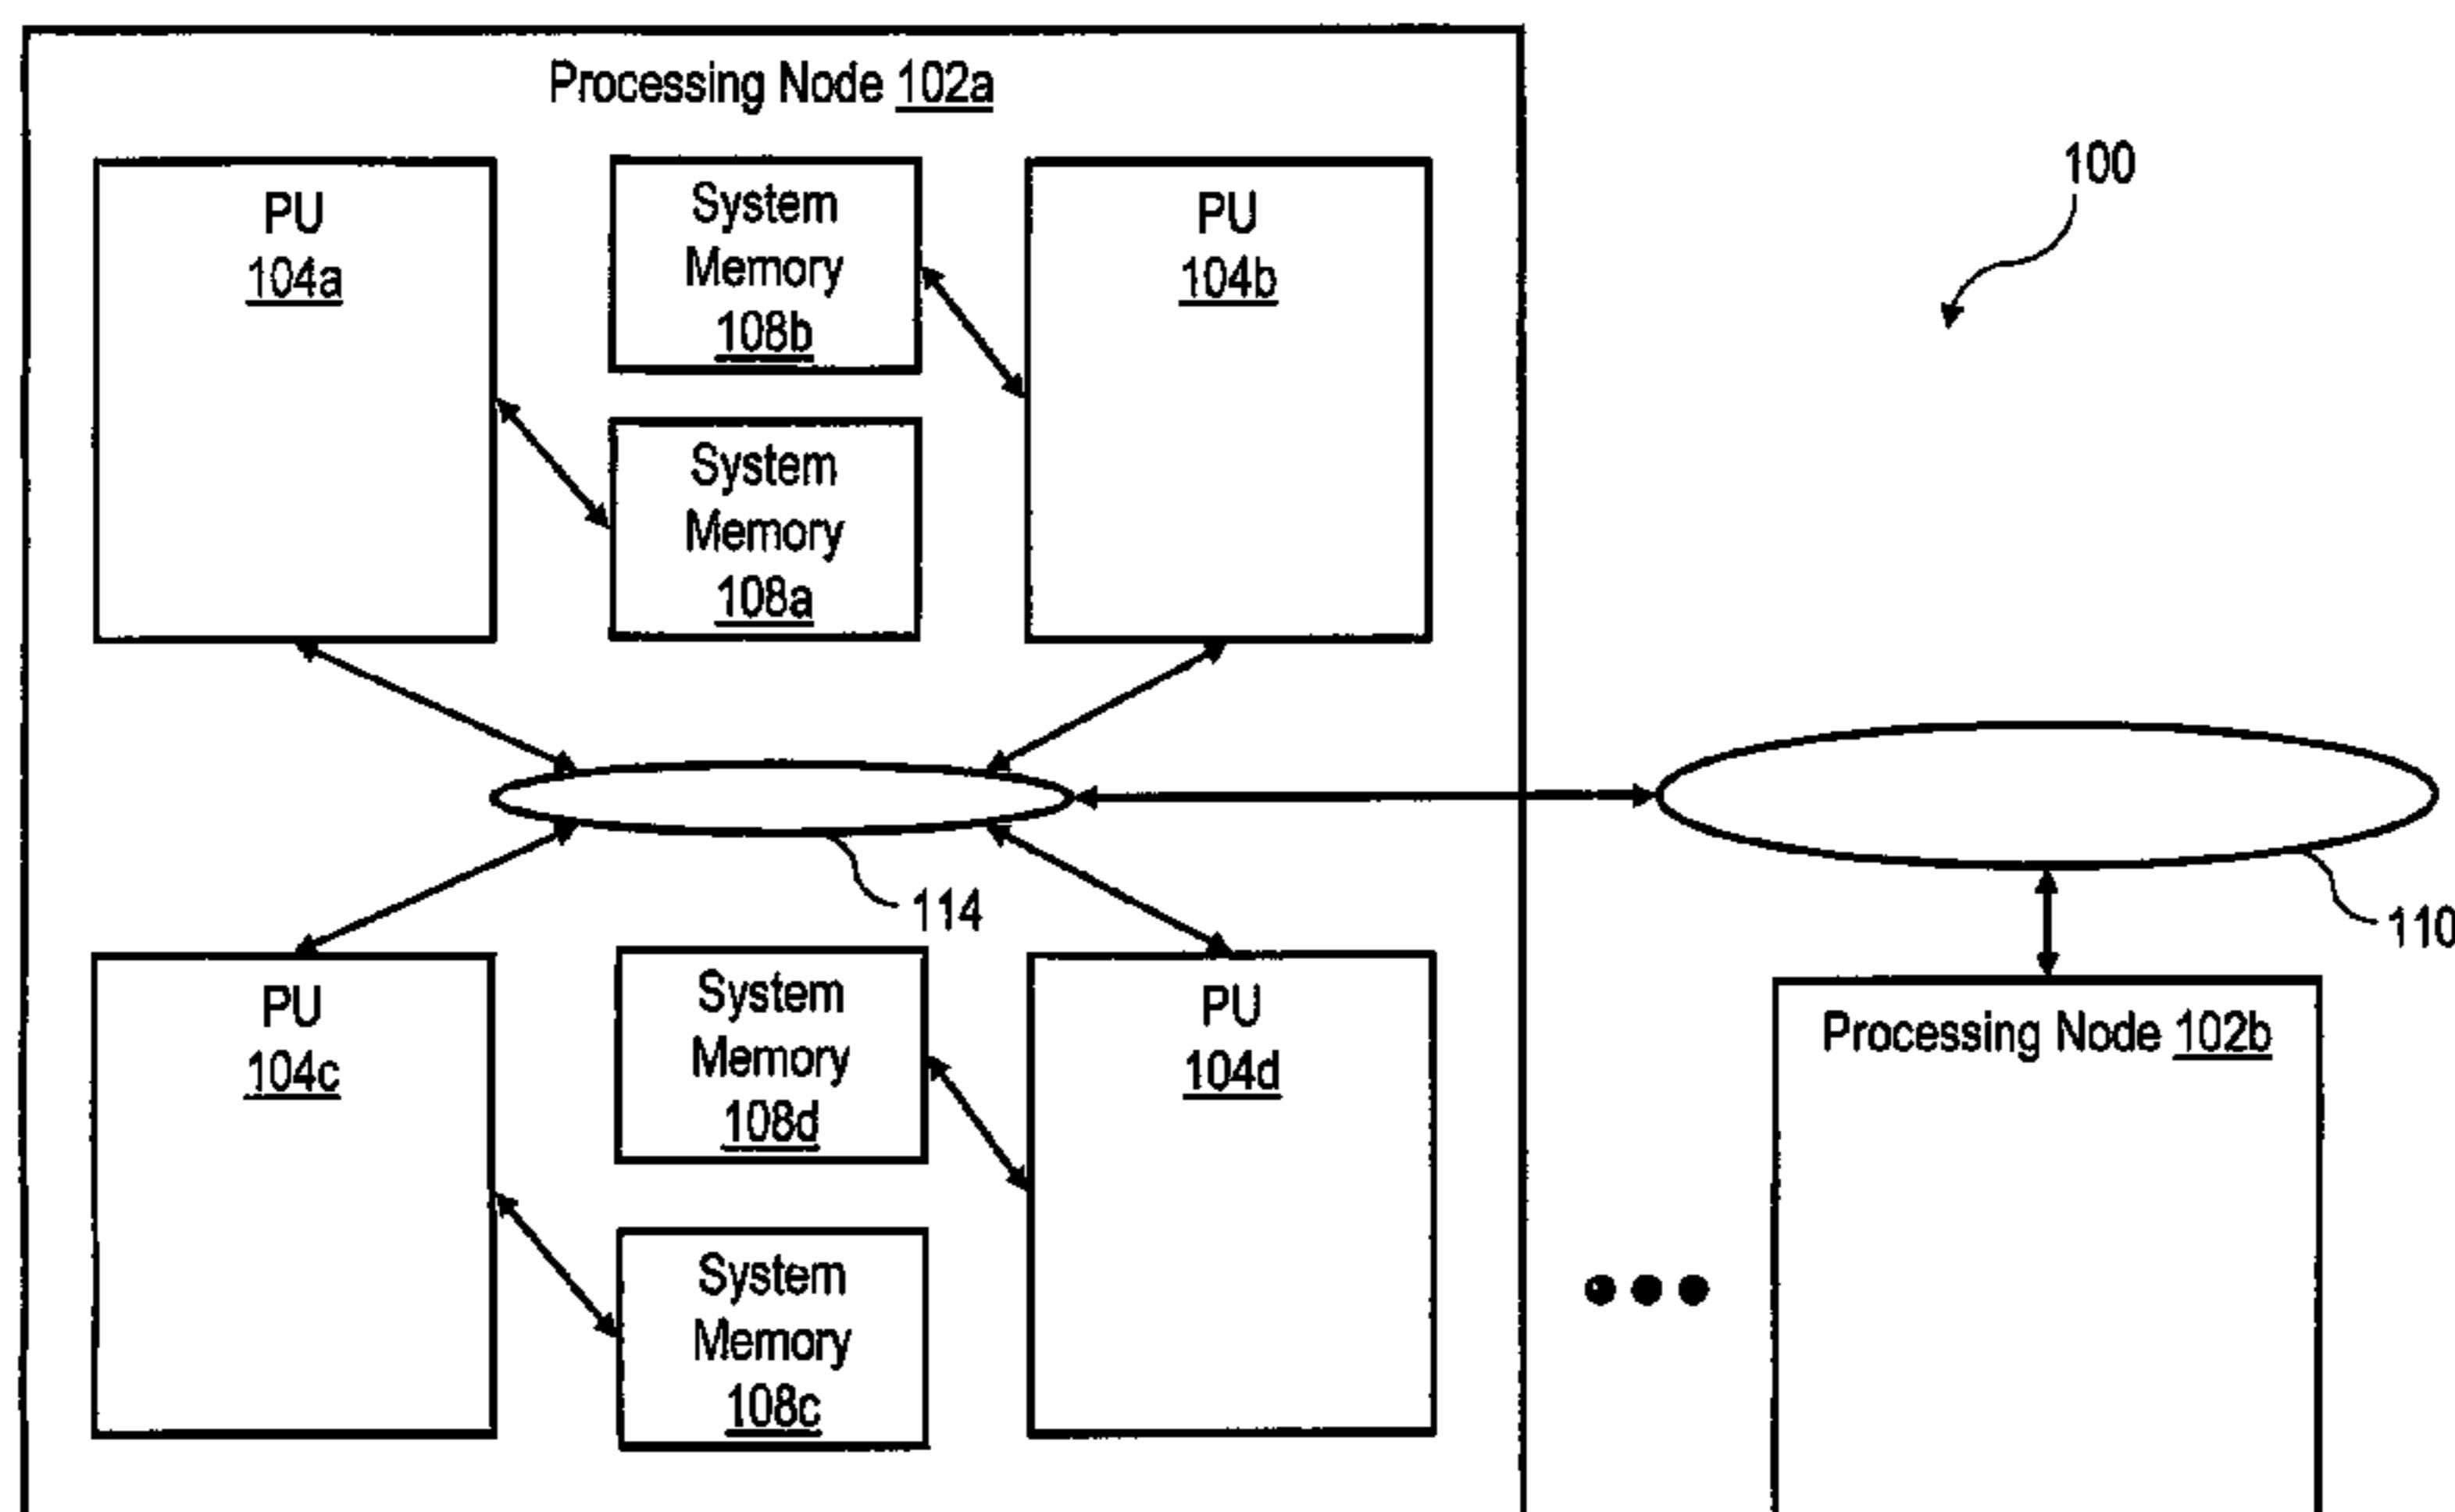 Processing Node 102a
PU
104a
System
Memory
108b
PU
104b
100
System
Memory
108a
114
110
PU
104c
System
Memory
108d
PU
104d
Processing Node 102b
System
Memory
108c